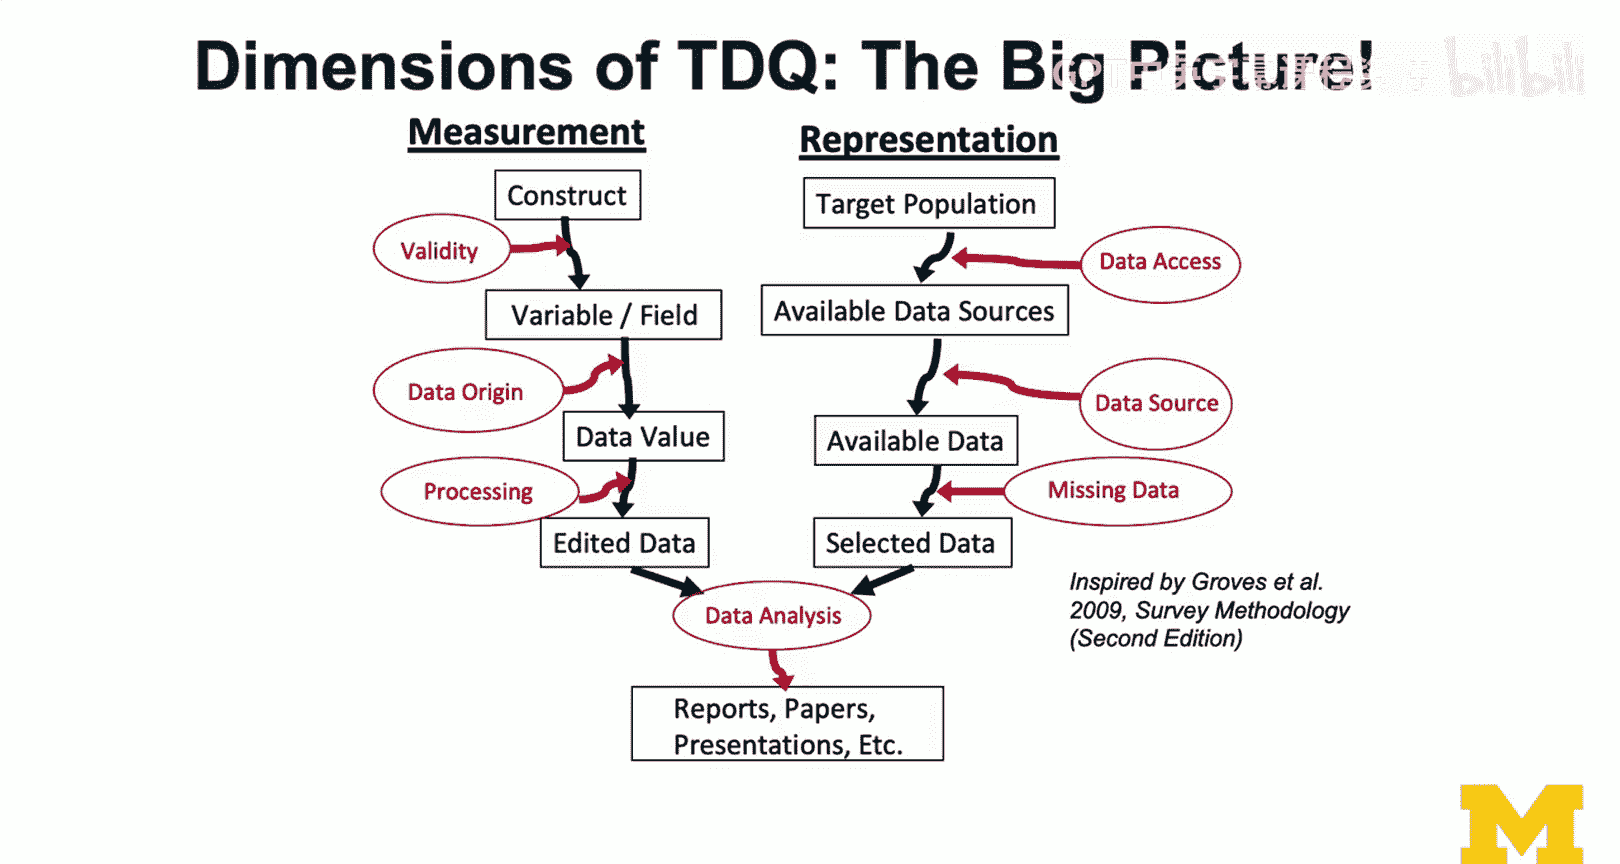 Dimensions of TDQ: The Big Picture!
bilibili
Measurement
Representation
Construct
Target Population
Validity
Data Access
Variable / Field
Available Data Sources
Data Origin
Data Source
Data Value
Available Data
Processing
Missing Data
Edited Data
Selected Data
Data Analysis
Inspired by Groves et al.
2009, Survey Methodology
(Second Edition)
Reports, Papers,
Presentations, Etc.
M